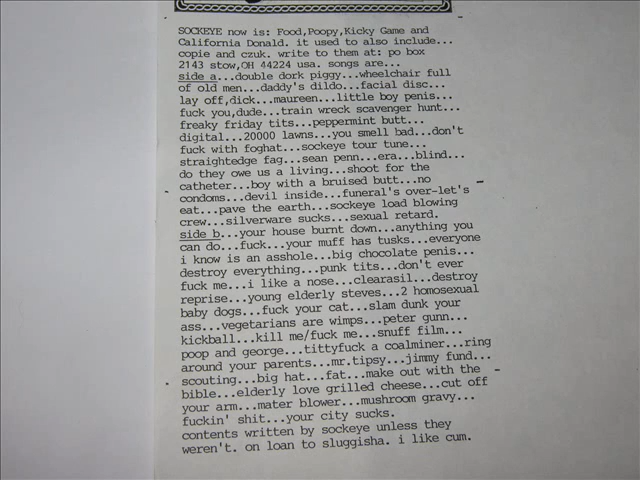 SOCKEYE now is: Food,Poopy,Kicky Game and
California Donald. it used to also include...
copie and czuk. write to them at: po box
2143 stow,OH 44224 usa. songs are...
side a...double dork piggy...wheelchair full
of old men...daddy's dildo...facial disc...
lay off,dick...maureen...little boy penis...
fuck you,dude...train wreck scavenger hunt...
freaky friday tits...peppermint butt...
digital...20000 lawns...you smell bad...don't
fuck with foghat...sockeye tour tune...
straightedge fag...sean penn...era...blind...
do they owe us a living...shoot for the
catheter...boy with a bruised butt...no
condoms...devil inside...funeral's over-let's
eat...pave the earth...sockeye load blowing
crew...silverware sucks...sexual retard.
side b...your house burnt down...anything you
can do...fuck...your muff has tusks...everyone
i know is an asshole...big chocolate penis...
destroy everything...punk tits...don't ever
fuck me...i like a nose...clearasil...destroy
reprise...young elderly steves...2 homosexual
baby dogs...fuck your cat...slam dunk your
ass...vegetarians are wimps...peter gunn...
kickball...kill me/fuck me...snuff film...
poop and george...tittyfuck a coalminer...ring
around your parents...mr.tipsy...jimmy fund...
scouting...big hat...fat...make out with the
bible...elderly love grilled cheese...cut off
your arm...mater blower...mushroom gravy...
fuckin' shit...your city sucks.
contents written by sockeye unless they
weren't. on loan to sluggisha. i like cum.